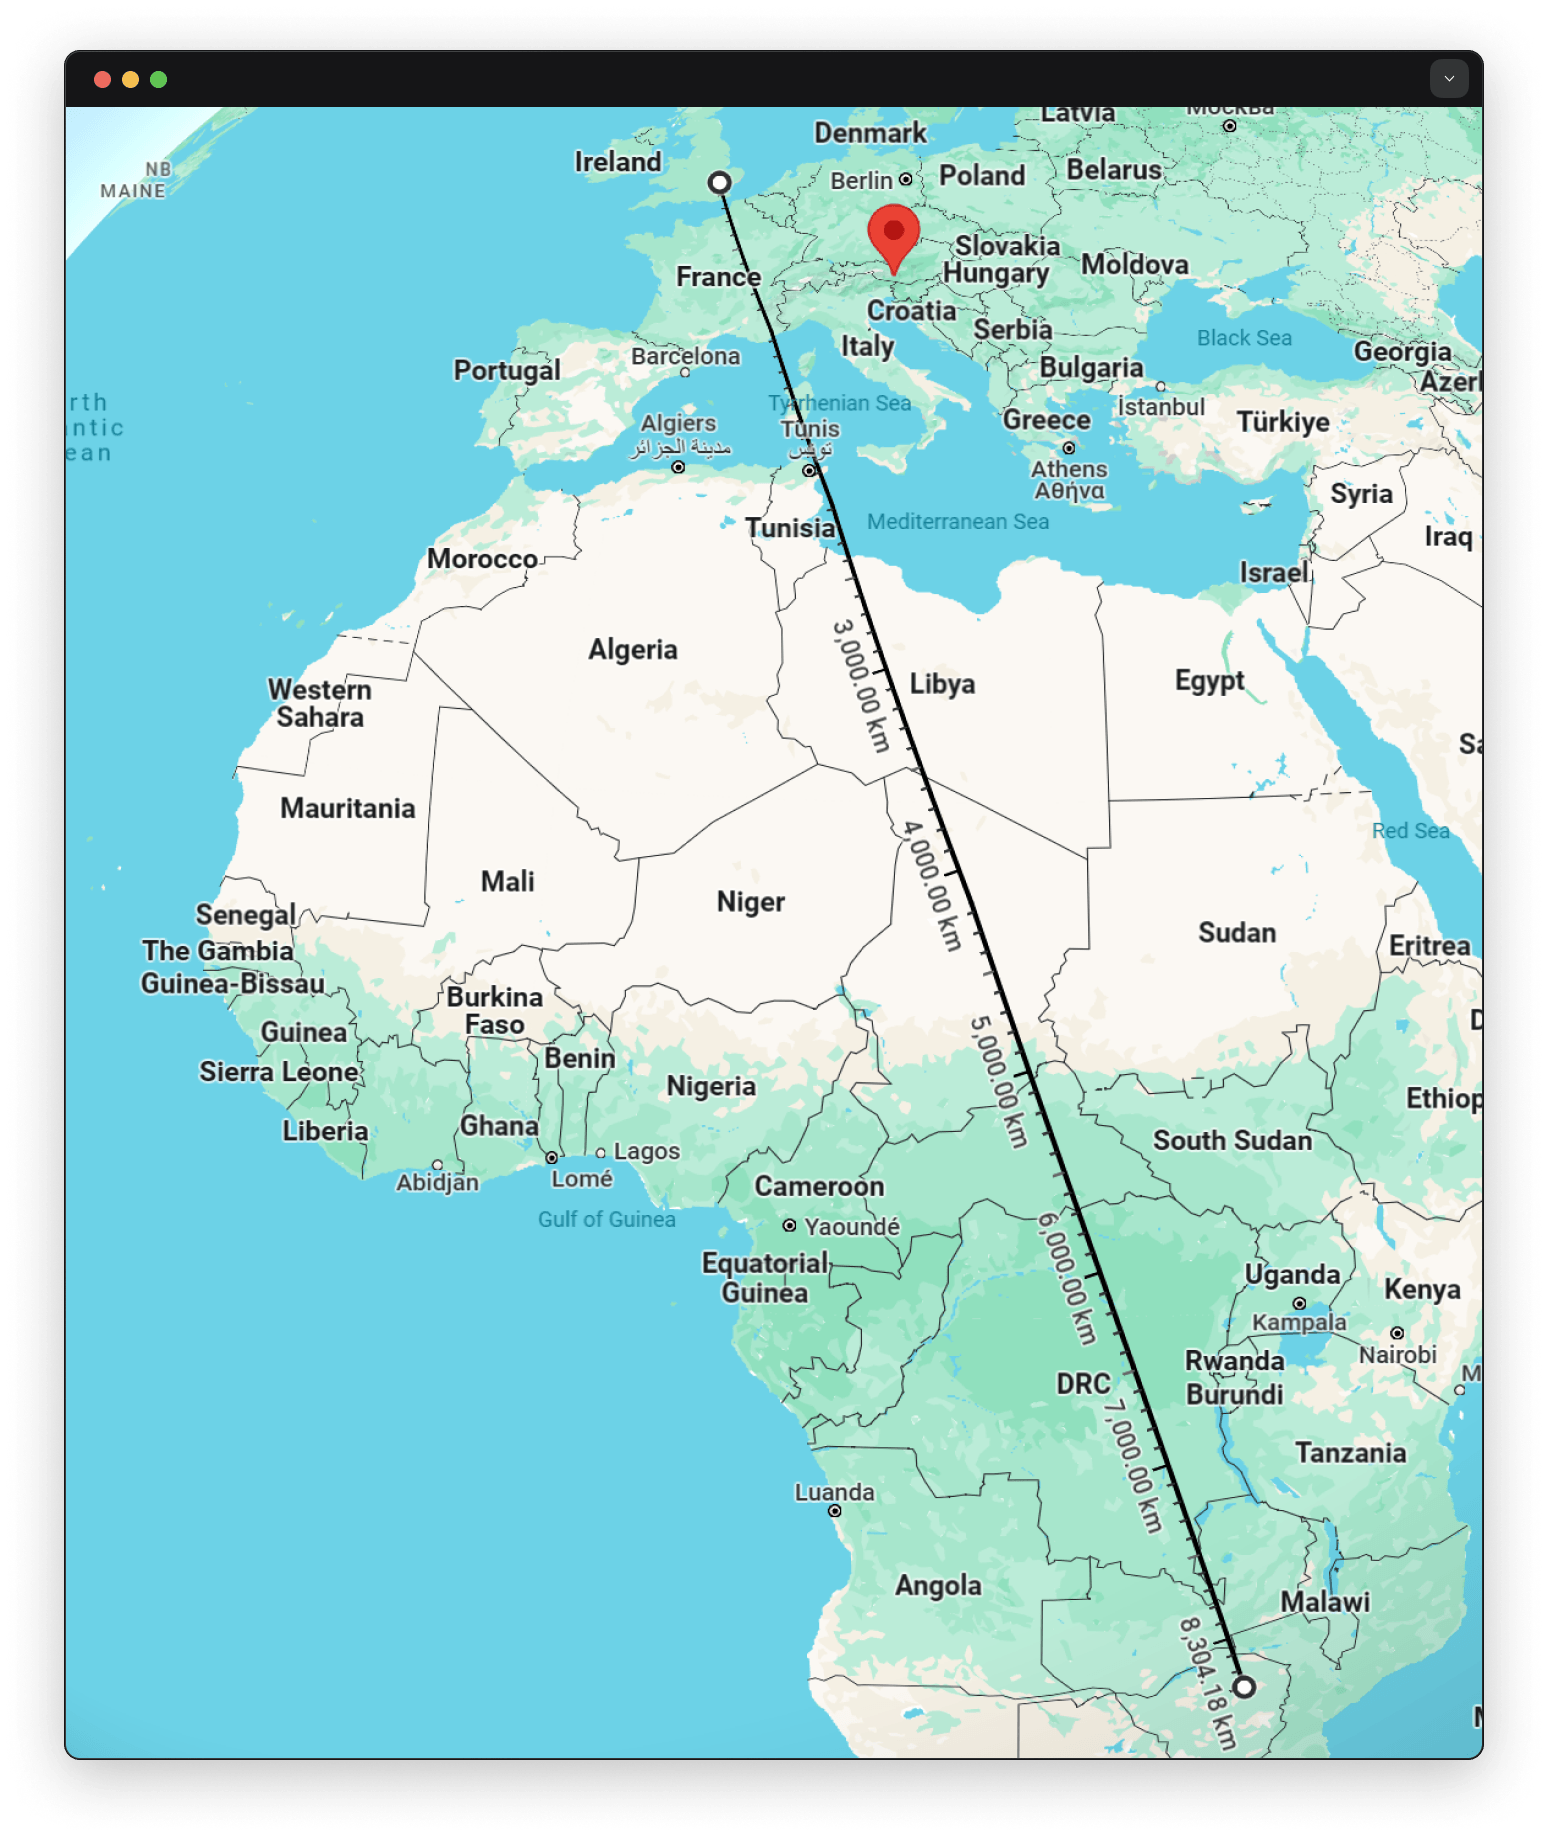 Latvia
Москва
Denmark
Ireland
NB
MAINE
Berlin
Poland
Belarus
Slovakia
Hungary
Moldova
France
Croatia
Serbia
Italy
Black Sea
Barcelona
Portugal
Bulgaria
Georgia
Tyrrhenian Sea
İstanbul
Greece
Türkiye
Algiers
مدينة الجزائر
Tunis
تونس
Athens
Αθήνα
Syria
Mediterranean Sea
Tunisia
Iraq
Morocco
Israel
Algeria
3,000.00 km
Libya
Egypt
Western
Sahara
Mauritania
4,000.00 km
Red Sea
Mali
Niger
Senegal
Sudan
Eritrea
The Gambia
Guinea-Bissau
Burkina
Faso
Guinea
5,000.00 km
Benin
Sierra Leone
Nigeria
Liberia
Ghana
South Sudan
Lagos
Abidjan
Lomé
Cameroon
Gulf of Guinea
Yaoundé
6,000.00 km
Equatorial
Guinea
Uganda
Kenya
Kampala
Nairobi
Rwanda
DRC
Burundi
7,000.00 km
Tanzania
Luanda
Angola
Malawi
8,304.18 km